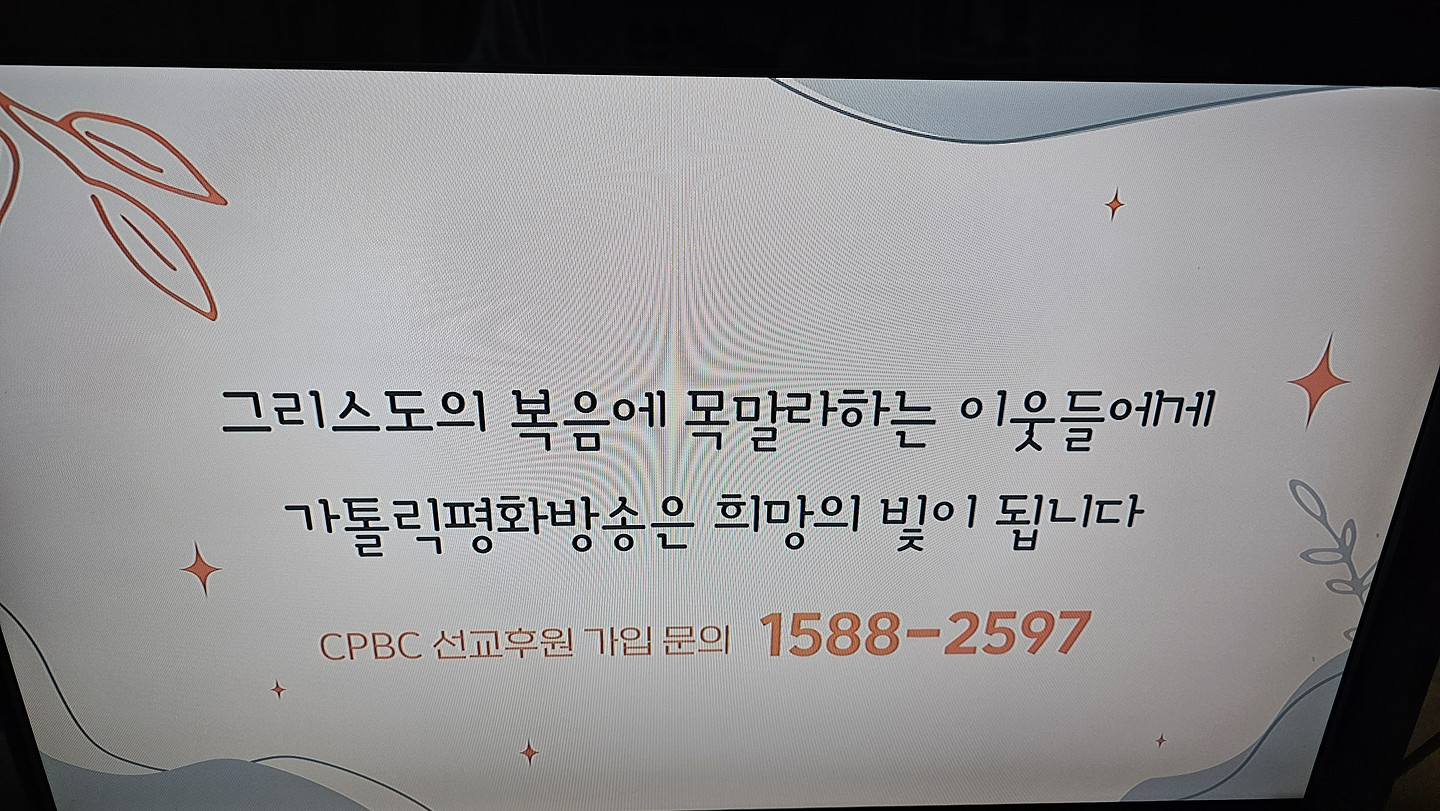 그리스도의 복음에 목말라하는 이웃들에게
가톨릭평화방송은 희망의 빛이 됩니다
CPBC 선교후원 가입 문의 1588-2597